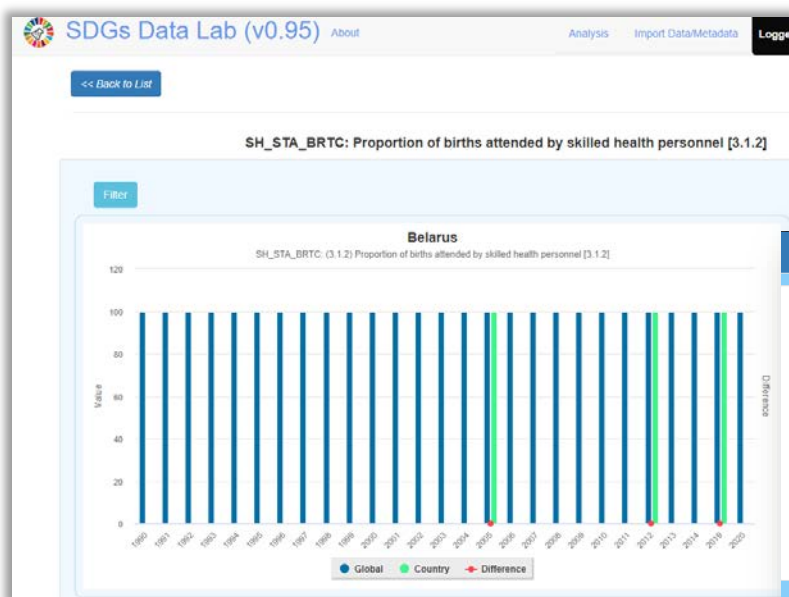 SDGs Data Lab (v0.95) About Analysis Import Data/Metadata Logge
<< Back to List
SH_STA_BRTC: Proportion of births attended by skilled health personnel [3.1.2]
Filter
Belarus
SH_STA_BRTC: (3.1.2) Proportion of births attended by skilled health personnel [3.1.2]
120
100
80
60
40
20
0
Value
Difference
1990 1991 1992 1993 1994 1995 1996 1997 1998 1999 2000 2001 2002 2003 2004 2005 2006 2007 2008 2009 2010 2011 2012 2013 2014 2019 2020
Global Country Difference